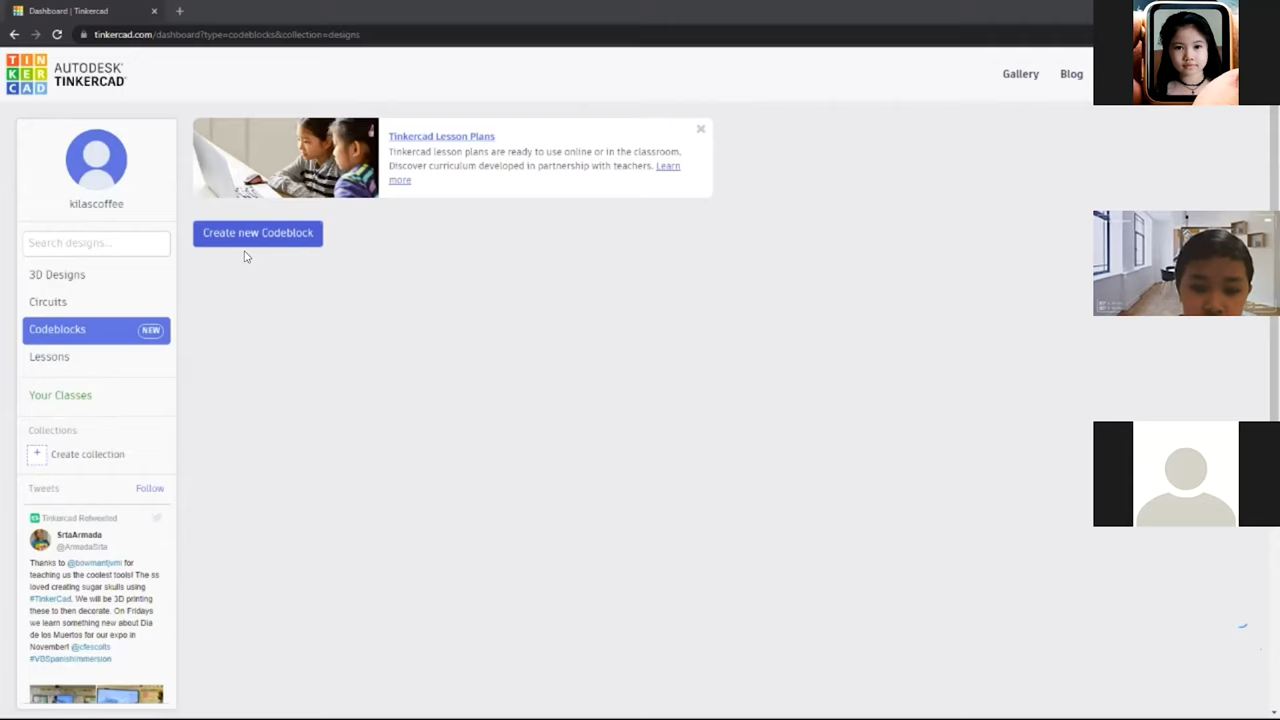 Dashboard | Tinkercad
tinkercad.com/dashboard?type=codeblocks&collection=designs
TIN
KER
CAD
AUTODESK
TINKERCAD
Gallery
Blog
kilascoffee
Search designs...
3D Designs
Circuits
Codeblocks NEW
Lessons
Your Classes
Collections
+ Create collection
Tweets Follow
Tinkercad Retweeted
SrtaArmada
@ArmadaSrta
Thanks to @bowmantjvmi for
teaching us the coolest tools! The ss
loved creating sugar skulls using
#TinkerCad. We will be 3D printing
these to then decorate. On Fridays
we learn something new about Dia
de los Muertos for our expo in
November! @cfescolts
#VBSpanishImmersion
Tinkercad Lesson Plans
Tinkercad lesson plans are ready to use online or in the classroom.
Discover curriculum developed in partnership with teachers. Learn
more
Create new Codeblock